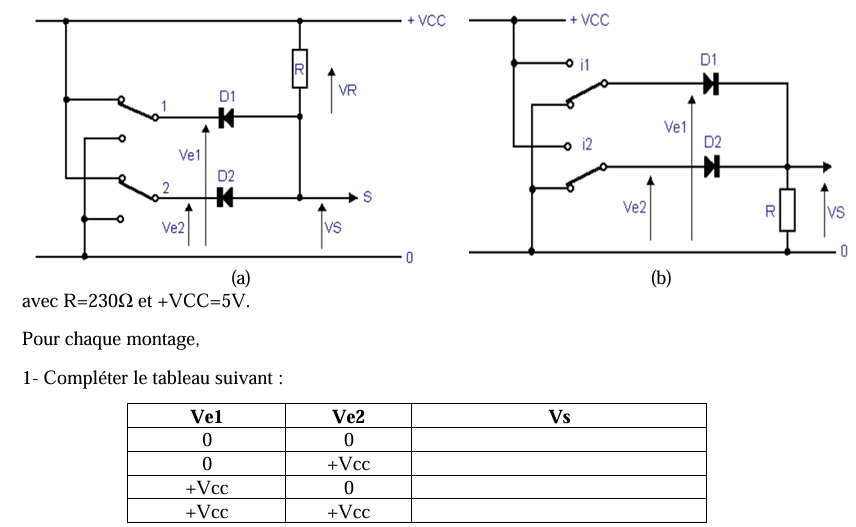 + VCC
R
VR
D1
1
Ve1
D2
2
S
Ve2
VS
0
(a)
+ VCC
i1
D1
Ve1
i2
D2
Ve2
R
VS
0
(b)
avec R=230Ω et +VCC=5V.
Pour chaque montage,
1- Compléter le tableau suivant :
Ve1 Ve2 Vs
0 0
0 +Vcc
+Vcc 0
+Vcc +Vcc